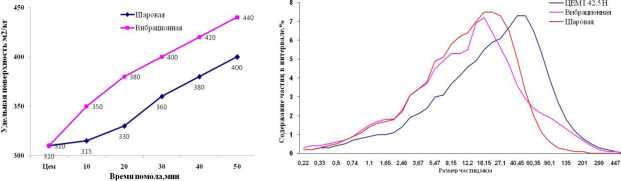 Удельная поверхность м2/кг
450
400
350
300
Шаровая
Вибрационная
310
310
350
380
400
420
440
315
330
360
380
400
Цем 10 20 30 40 50
Время помола,мин
Содержание частиц в интервале.%
8
7
6
5
4
3
2
1
0
ЦЕМ I 42.5 Н
Вибрационная
Шаровая
0,22 0,33 0,5 0,74 1,1 1,65 2,46 3,67 5,47 8,15 12,2 18,15 27,1 40,45 60,35 90,1 135 201 299 447
Размер частиц,мкм